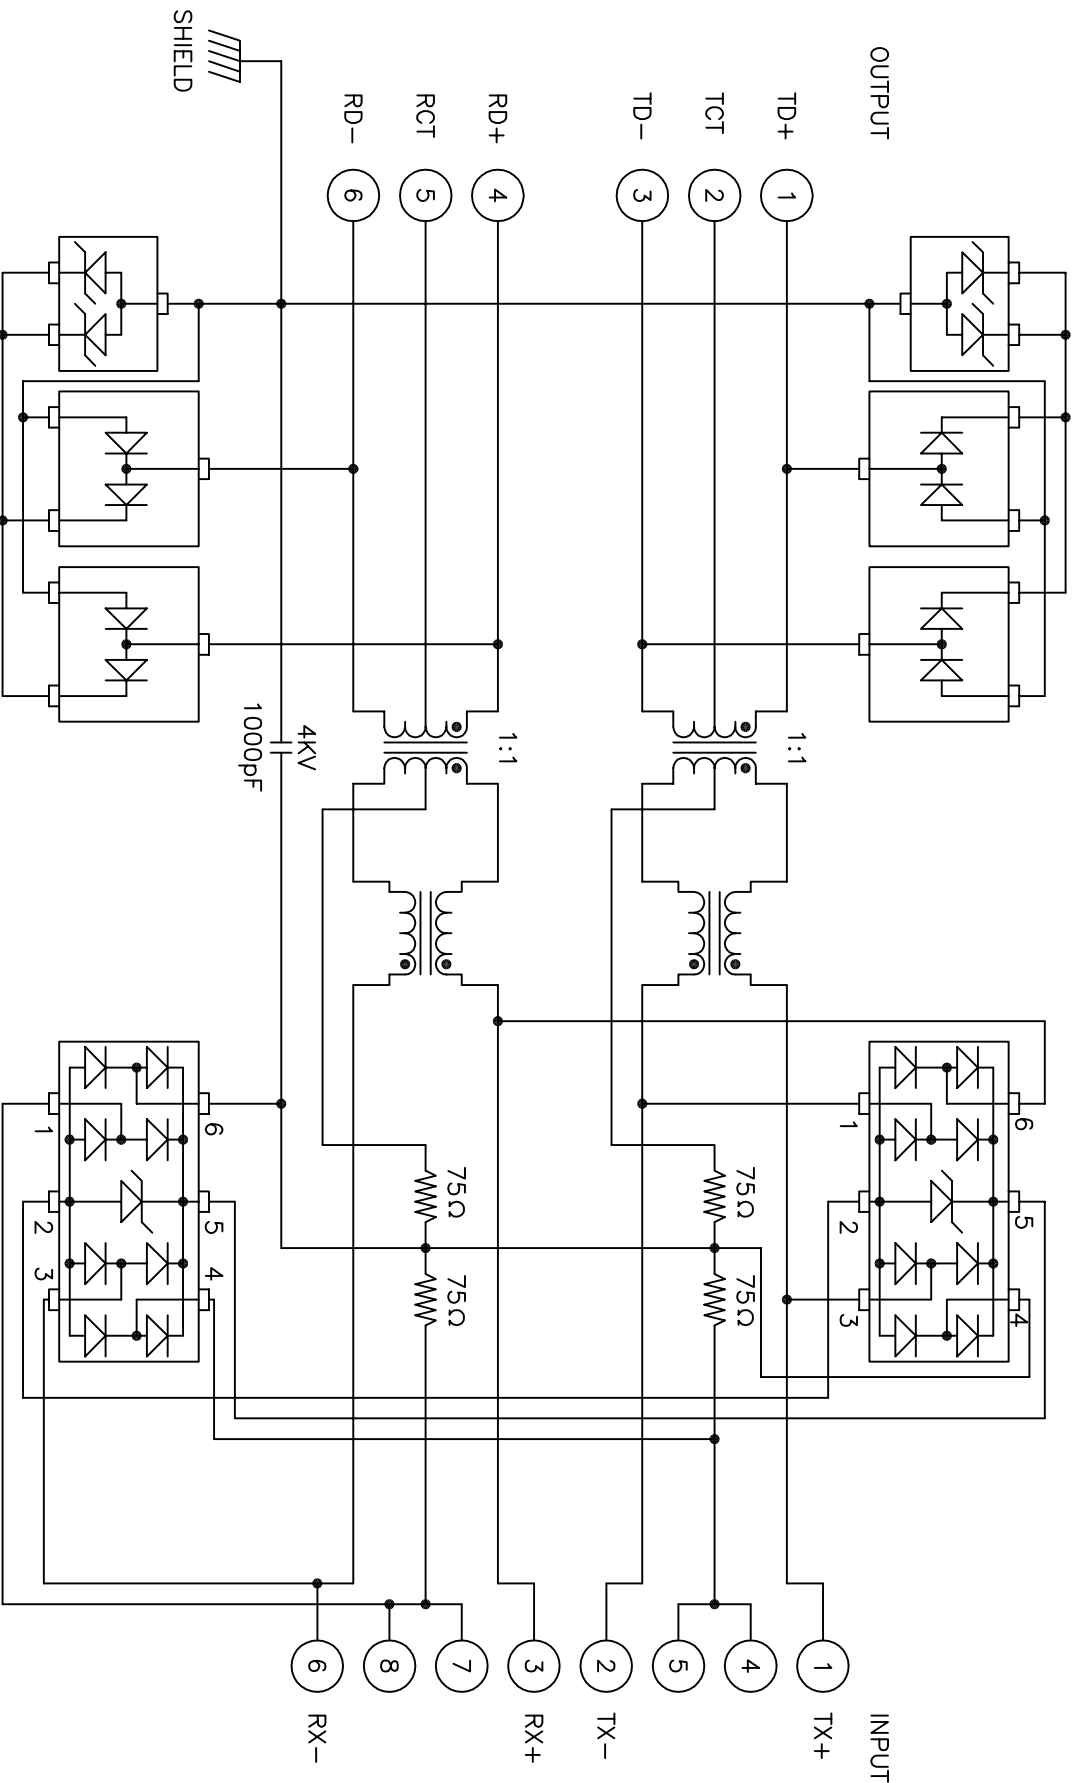 OUTPUT
TD+
1
TCT
2
TD-
3
RD+
4
RCT
5
RD-
6
SHIELD
1:1
1:1
4KV
1000pF
6
5
4
1
2
3
75Ω
75Ω
75Ω
75Ω
6
5
4
1
2
3
INPUT
1
TX+
4
5
2
TX-
3
RX+
7
8
6
RX-